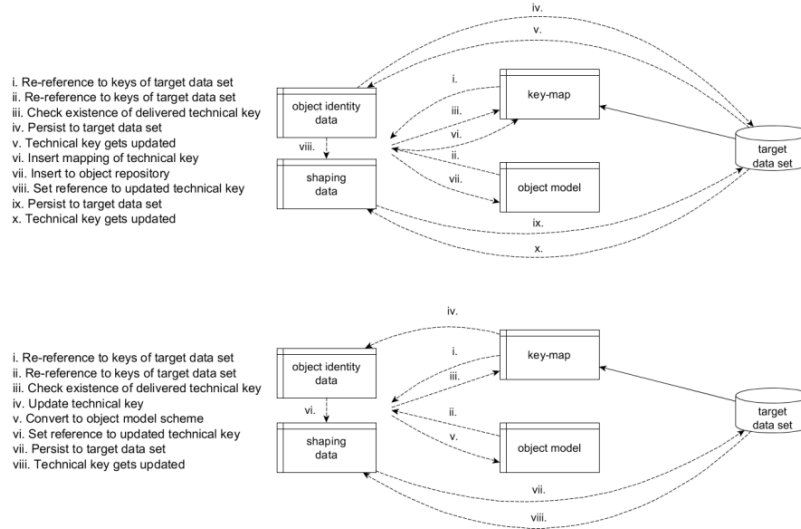 i. Re-reference to keys of target data set
ii. Re-reference to keys of target data set
iii. Check existence of delivered technical key
iv. Persist to target data set
v. Technical key gets updated
vi. Insert mapping of technical key
vii. Insert to object repository
viii. Set reference to updated technical key
ix. Persist to target data set
x. Technical key gets updated
iv.
v.
object identity
data
i.
iii.
vi.
key-map
viii.
shaping
data
ii.
vii.
object model
target
data set
ix.
x.
i. Re-reference to keys of target data set
ii. Re-reference to keys of target data set
iii. Check existence of delivered technical key
iv. Update technical key
v. Convert to object model scheme
vi. Set reference to updated technical key
vii. Persist to target data set
viii. Technical key gets updated
iv.
object identity
data
i.
iii.
key-map
vi.
shaping
data
ii.
v.
object model
target
data set
vii.
viii.